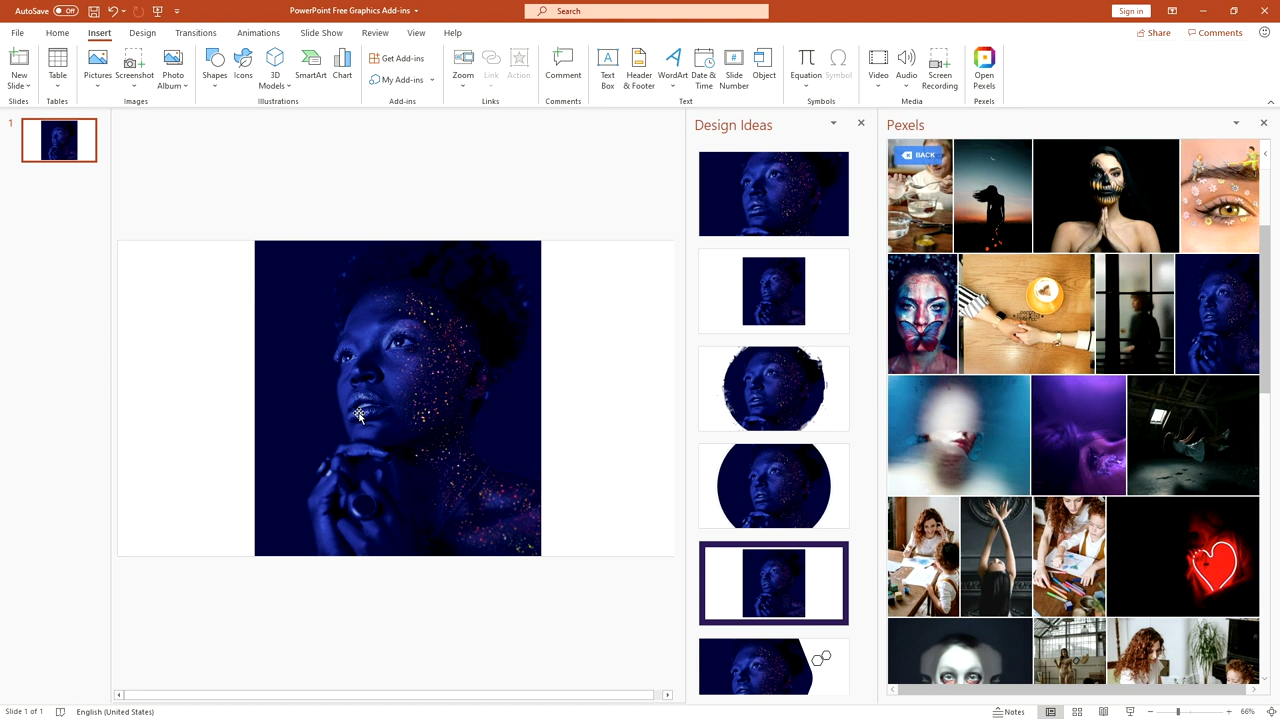 AutoSave Off PowerPoint Free Graphics Add-ins Search Sign in
File Home Insert Design Transitions Animations Slide Show Review View Help Share Comments
New Slide Table Pictures Screenshot Photo Album Shapes Icons 3D Models SmartArt Chart Get Add-ins My Add-ins Zoom Link Action Comment Text Box Header & Footer WordArt Date & Time Slide Number Object Equation Symbol Video Audio Screen Recording Open Pexels
Slides Tables Images Illustrations Add-ins Links Comments Text Symbols Media Pexels
1
Design Ideas
Pexels
BACK
Slide 1 of 1 English (United States) Notes 66%